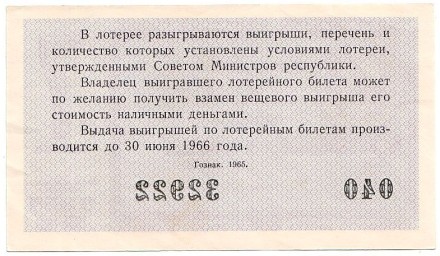 В лотерее разыгрываются выигрыши, перечень и
количество которых установлены условиями лотереи,
утвержденными Советом Министров республики.
Владелец выигравшего лотерейного билета может
по желанию получить взамен вещевого выигрыша его
стоимость наличными деньгами.
Выдача выигрышей по лотерейным билетам произ-
водится до 30 июня 1966 года.
Гознак. 1965.
32922 040